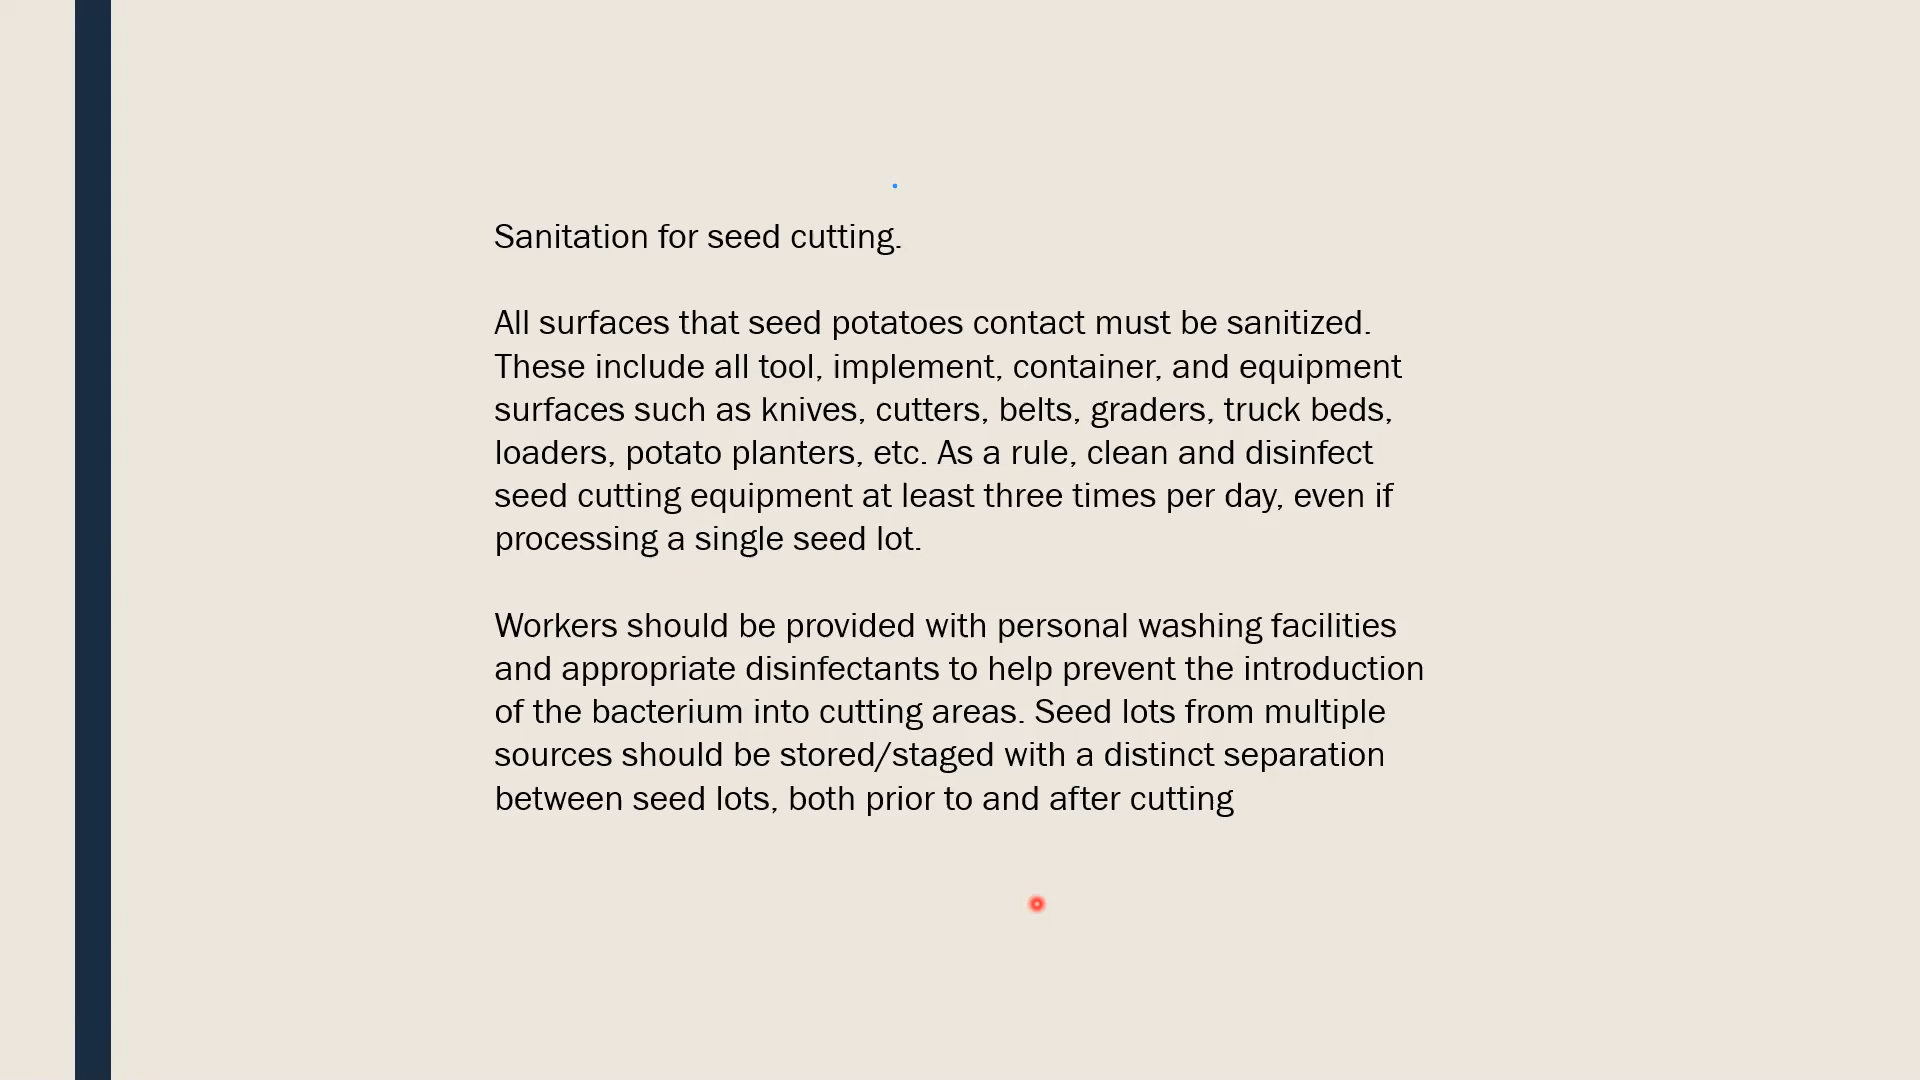 Sanitation for seed cutting.
All surfaces that seed potatoes contact must be sanitized.
These include all tool, implement, container, and equipment
surfaces such as knives, cutters, belts, graders, truck beds,
loaders, potato planters, etc. As a rule, clean and disinfect
seed cutting equipment at least three times per day, even if
processing a single seed lot.
Workers should be provided with personal washing facilities
and appropriate disinfectants to help prevent the introduction
of the bacterium into cutting areas. Seed lots from multiple
sources should be stored/staged with a distinct separation
between seed lots, both prior to and after cutting